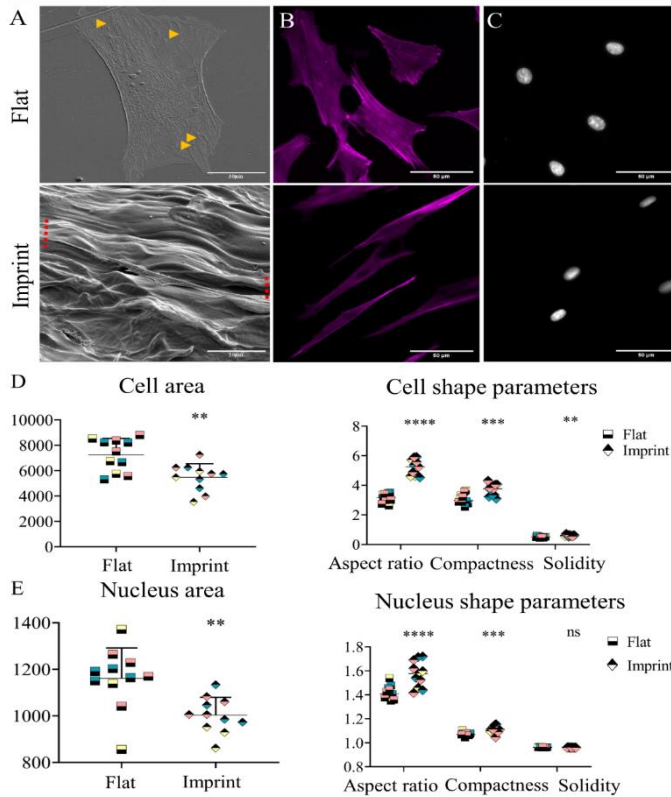 A
B
C
Flat
50 µm
50 µm
Imprint
50 µm
50 µm
D
Cell area
Cell shape parameters
**
10000
8000
6000
4000
2000
0
Flat
Imprint
****
***
**
Flat
Imprint
8
6
4
2
0
Aspect ratio
Compactness
Solidity
E
Nucleus area
Nucleus shape parameters
**
1400
1200
1000
800
Flat
Imprint
****
***
ns
Flat
Imprint
1.8
1.6
1.4
1.2
1.0
0.8
Aspect ratio
Compactness
Solidity